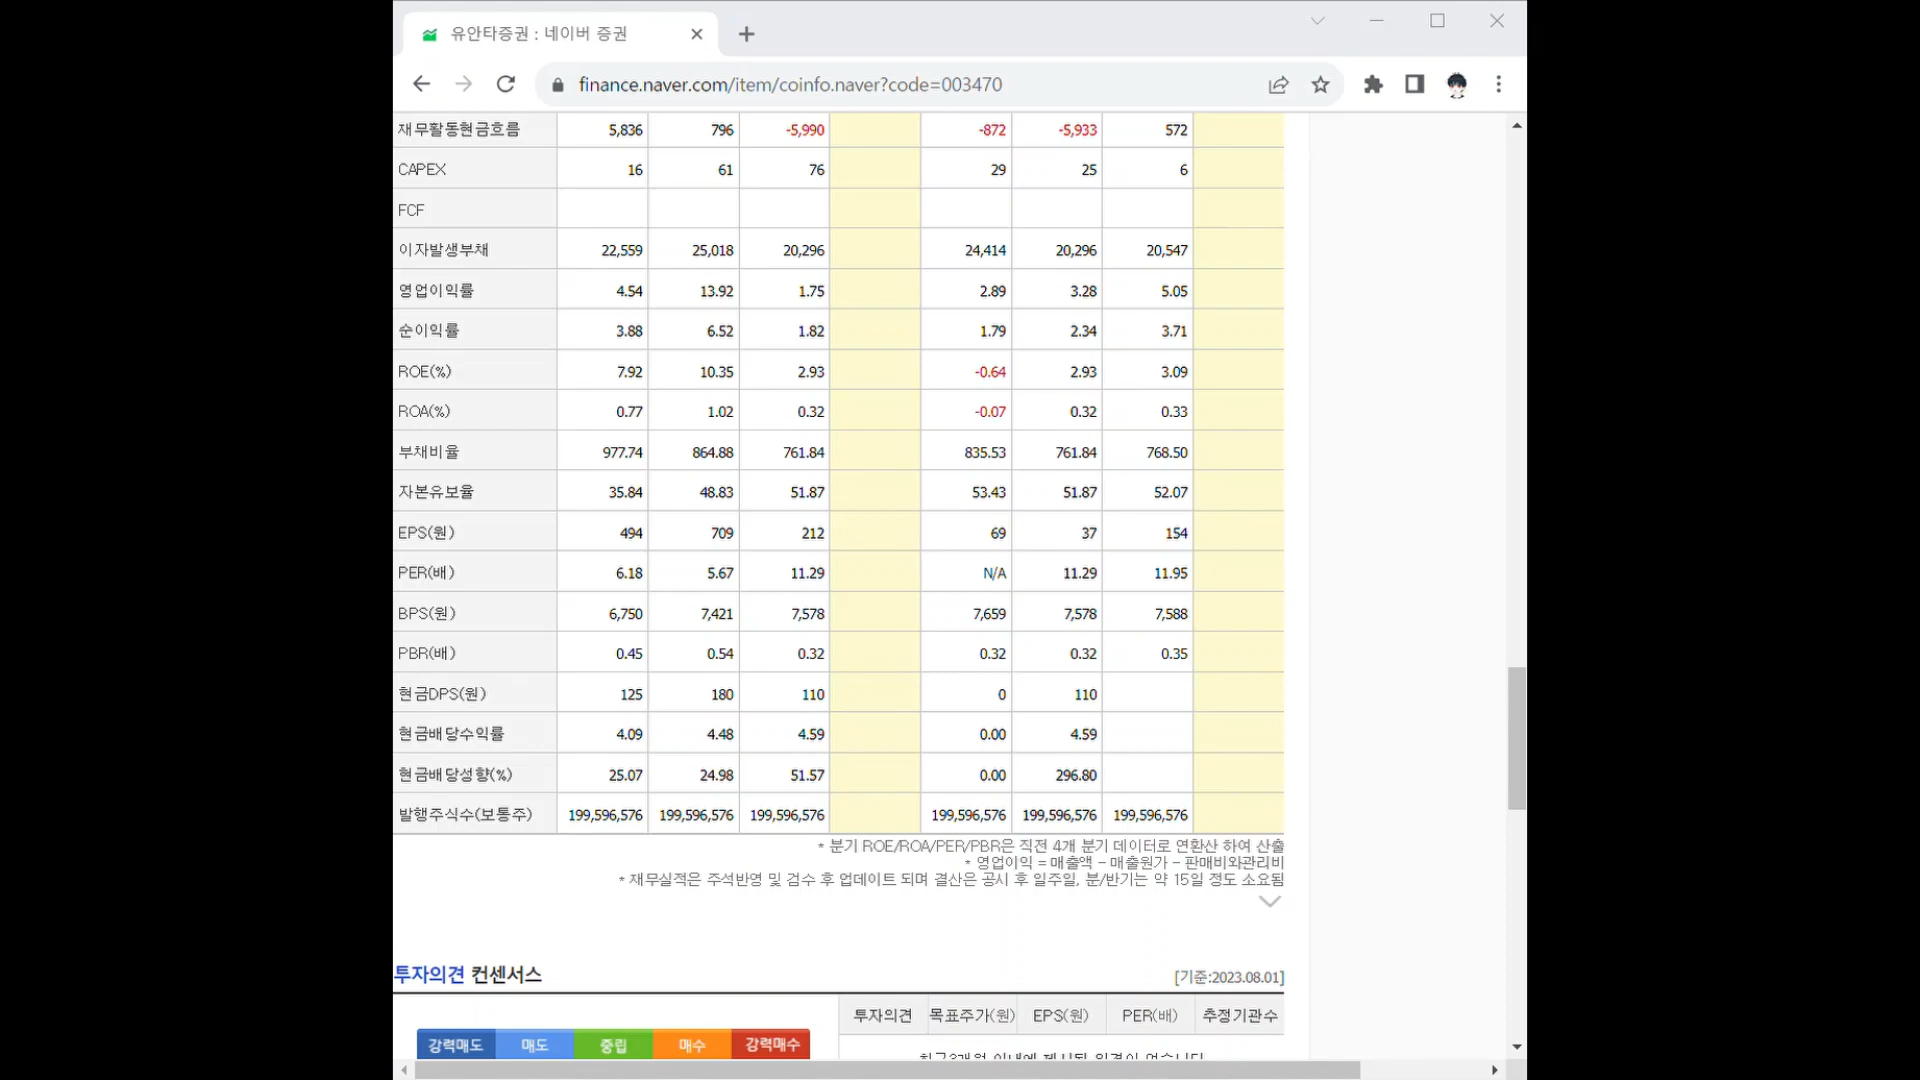 유안타증권 : 네이버 증권
finance.naver.com/item/coinfo.naver?code=003470
재무활동현금흐름 5,836 796 -5,990 -872 -5,933 572
CAPEX 16 61 76 29 25 6
FCF
이자발생부채 22,559 25,018 20,296 24,414 20,296 20,547
영업이익률 4.54 13.92 1.75 2.89 3.28 5.05
순이익률 3.88 6.52 1.82 1.79 2.34 3.71
ROE(%) 7.92 10.35 2.93 -0.64 2.93 3.09
ROA(%) 0.77 1.02 0.32 -0.07 0.32 0.33
부채비율 977.74 864.88 761.84 835.53 761.84 768.50
자본유보율 35.84 48.83 51.87 53.43 51.87 52.07
EPS(원) 494 709 212 69 37 154
PER(배) 6.18 5.67 11.29 N/A 11.29 11.95
BPS(원) 6,750 7,421 7,578 7,659 7,578 7,588
PBR(배) 0.45 0.54 0.32 0.32 0.32 0.35
현금DPS(원) 125 180 110 0 110
현금배당수익률 4.09 4.48 4.59 0.00 4.59
현금배당성향(%) 25.07 24.98 51.57 0.00 296.80
발행주식수(보통주) 199,596,576 199,596,576 199,596,576 199,596,576 199,596,576 199,596,576
* 분기 ROE/ROA/PER/PBR은 직전 4개 분기 데이터로 연환산 하여 산출
* 영업이익 = 매출액 - 매출원가 - 판매비와관리비
* 재무실적은 주석반영 및 검수 후 업데이트 되며 결산은 공시 후 일주일, 분/반기는 약 15일 정도 소요됨
투자의견 컨센서스 [기준:2023.08.01]
투자의견 목표주가(원) EPS(원) PER(배) 추정기관수
강력매도 매도 중립 매수 강력매수